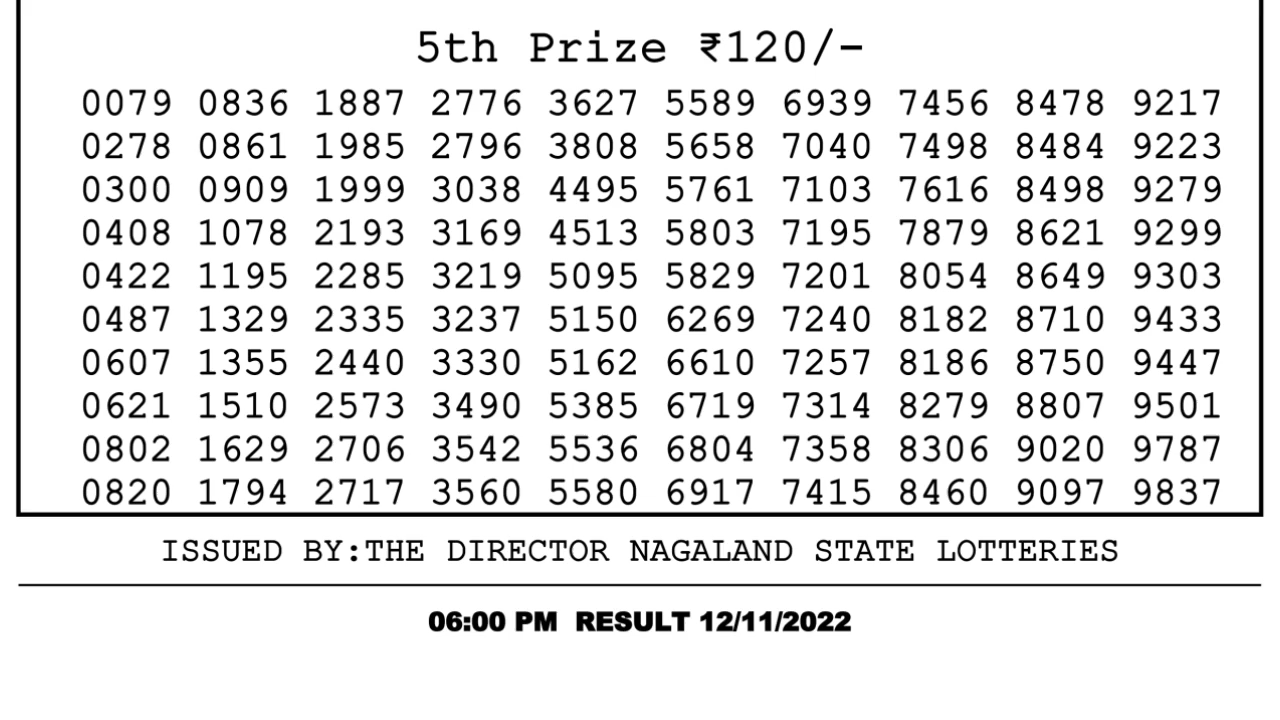 5th Prize ₹120/-
0079 0836 1887 2776 3627 5589 6939 7456 8478 9217
0278 0861 1985 2796 3808 5658 7040 7498 8484 9223
0300 0909 1999 3038 4495 5761 7103 7616 8498 9279
0408 1078 2193 3169 4513 5803 7195 7879 8621 9299
0422 1195 2285 3219 5095 5829 7201 8054 8649 9303
0487 1329 2335 3237 5150 6269 7240 8182 8710 9433
0607 1355 2440 3330 5162 6610 7257 8186 8750 9447
0621 1510 2573 3490 5385 6719 7314 8279 8807 9501
0802 1629 2706 3542 5536 6804 7358 8306 9020 9787
0820 1794 2717 3560 5580 6917 7415 8460 9097 9837
ISSUED BY:THE DIRECTOR NAGALAND STATE LOTTERIES
06:00 PM RESULT 12/11/2022